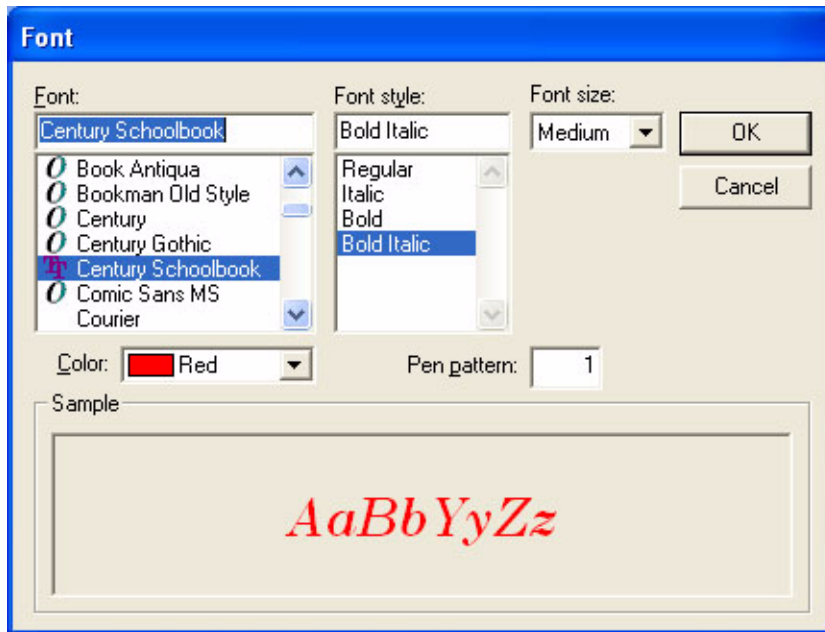 Font
Font:
Font style:
Font size:
Century Schoolbook
Bold Italic
Medium
OK
Cancel
Book Antiqua
Bookman Old Style
Century
Century Gothic
Century Schoolbook
Comic Sans MS
Courier
Regular
Italic
Bold
Bold Italic
Color:
Red
Pen pattern:
1
Sample
AaBbYyZz